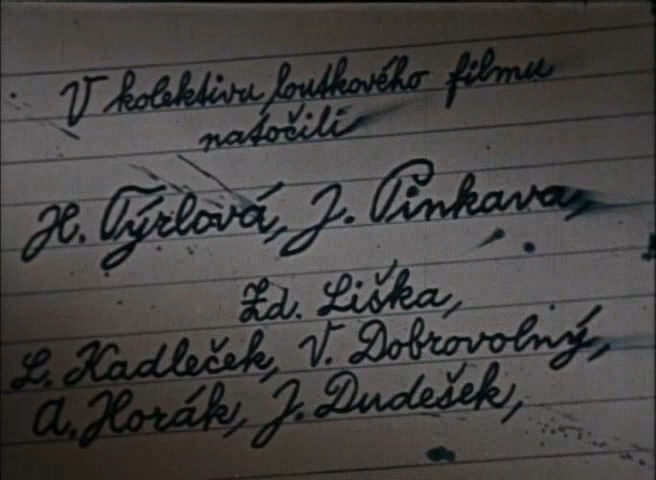 V kolektivu loutkového filmu
natočili
H. Týrlová, J. Pinkava,
Zd. Liška,
L. Kadleček, V. Dobrovolný,
A. Horák, J. Dudešek,